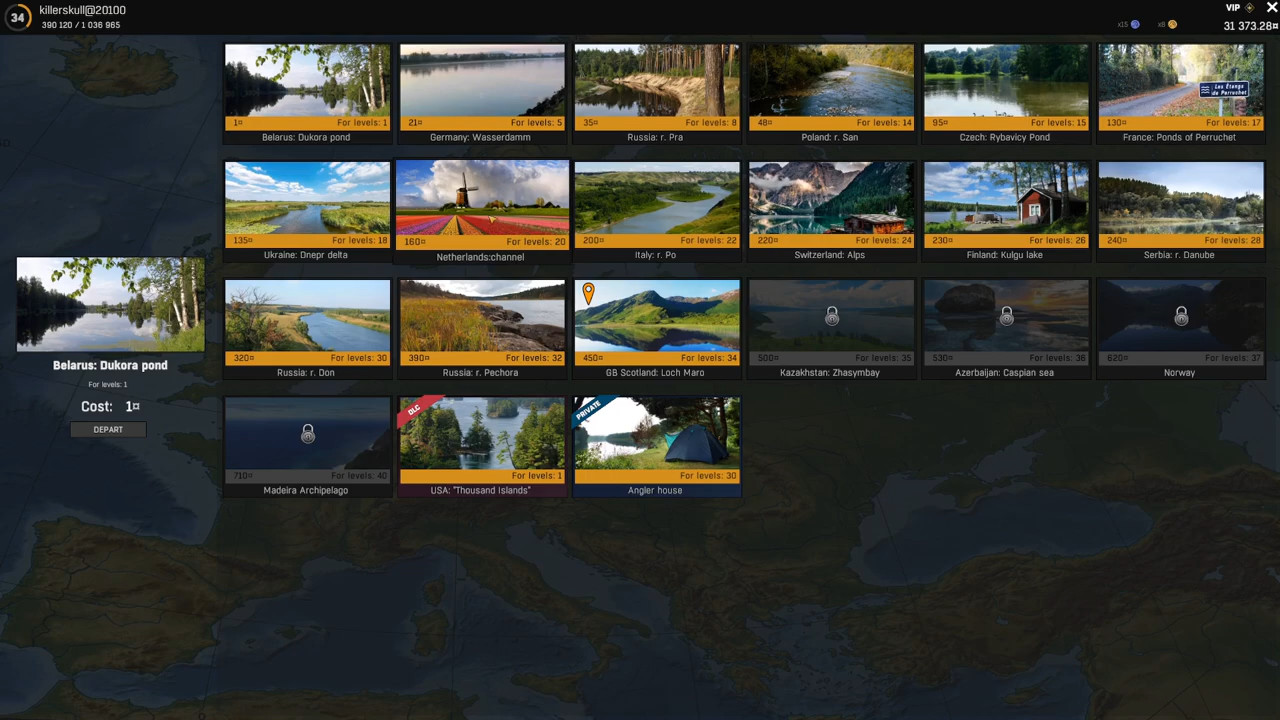 34
killerskull@20100
390 120 / 1 036 965
VIP
x15
x8
31 373.28¤
1¤ For levels: 1
Belarus: Dukora pond
21¤ For levels: 5
Germany: Wasserdamm
35¤ For levels: 8
Russia: r. Pra
48¤ For levels: 14
Poland: r. San
95¤ For levels: 15
Czech: Rybavicy Pond
Les Étangs
de Perruchet
130¤ For levels: 17
France: Ponds of Perruchet
135¤ For levels: 18
Ukraine: Dnepr delta
160¤ For levels: 20
Netherlands:channel
200¤ For levels: 22
Italy: r. Po
220¤ For levels: 24
Switzerland: Alps
230¤ For levels: 26
Finland: Kulgu lake
240¤ For levels: 28
Serbia: r. Danube
320¤ For levels: 30
Russia: r. Don
390¤ For levels: 32
Russia: r. Pechora
450¤ For levels: 34
GB Scotland: Loch Maro
500¤ For levels: 35
Kazakhstan: Zhasymbay
530¤ For levels: 36
Azerbaijan: Caspian sea
620¤ For levels: 37
Norway
710¤ For levels: 40
Madeira Archipelago
DLC
For levels: 1
USA: "Thousand Islands"
PRIVATE
For levels: 30
Angler house
Belarus: Dukora pond
For levels: 1
Cost: 1¤
DEPART